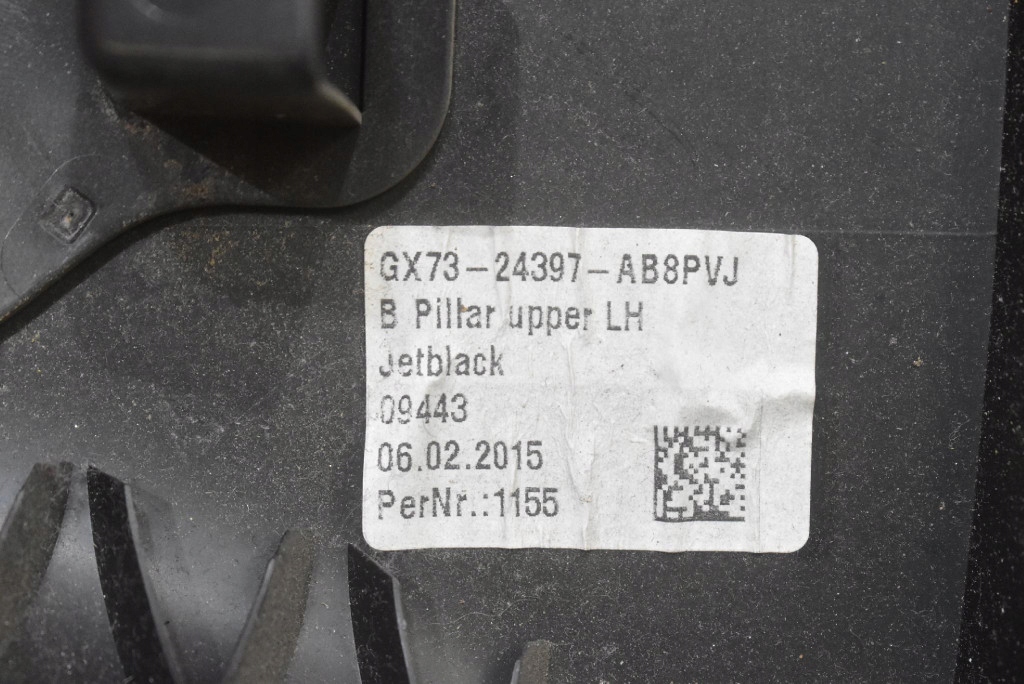 GX73-24397-AB8PVJ
B Pillar upper LH
Jetblack
09443
06.02.2015
PerNr.:1155